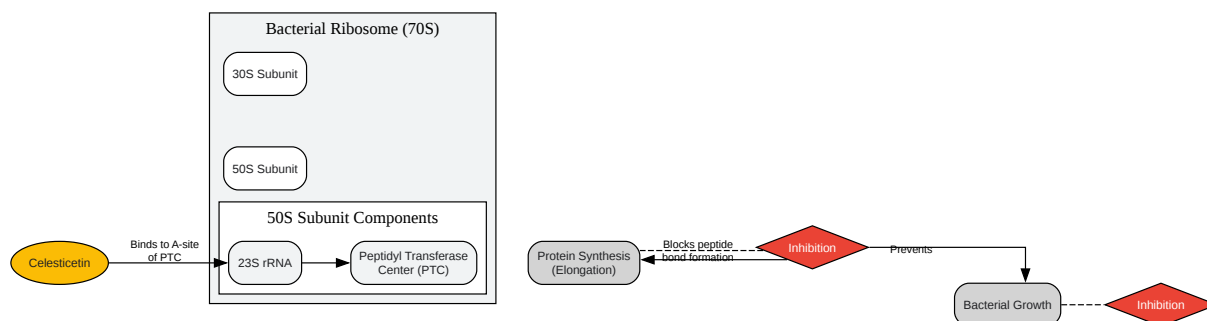 Bacterial Ribosome (70S)
30S Subunit
50S Subunit
50S Subunit Components
Celesticetin
Binds to A-site
of PTC
23S rRNA
Peptidyl Transferase
Center (PTC)
Protein Synthesis
(Elongation)
Blocks peptide
bond formation
Inhibition
Prevents
Bacterial Growth
Inhibition